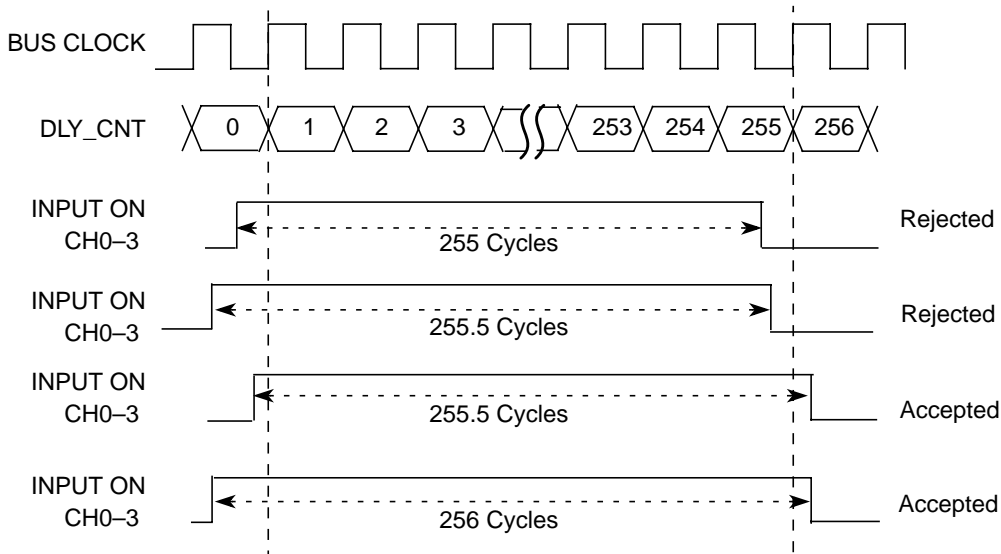 BUS CLOCK
DLY_CNT 0 1 2 3 253 254 255 256
INPUT ON
CH0–3
255 Cycles
Rejected
INPUT ON
CH0–3
255.5 Cycles
Rejected
INPUT ON
CH0–3
255.5 Cycles
Accepted
INPUT ON
CH0–3
256 Cycles
Accepted